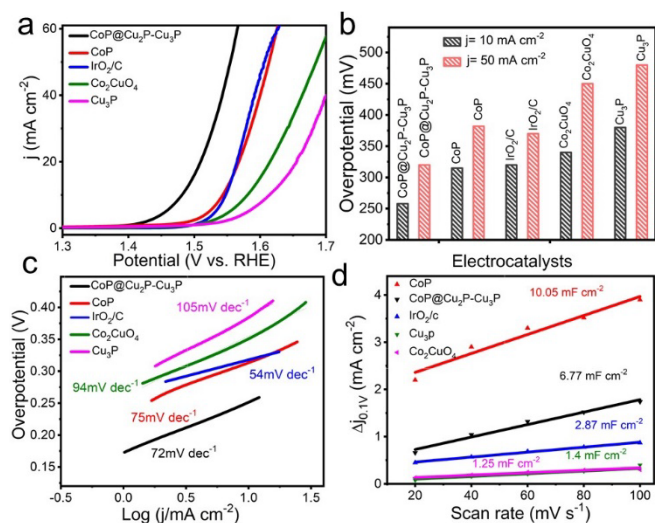 a
CoP@Cu₂P-Cu₃P
CoP
IrO₂/C
Co₂CuO₄
Cu₃P
j (mA cm⁻²)
60
40
20
0
1.3 1.4 1.5 1.6 1.7
Potential (V vs. RHE)
b
j= 10 mA cm⁻²
j= 50 mA cm⁻²
Overpotential (mV)
450
400
350
300
250
200
CoP@Cu₂P-Cu₃P
CoP@Cu₂P-Cu₃P
CoP
CoP
IrO₂/C
IrO₂/C
Co₂CuO₄
Co₂CuO₄
Cu₃P
Cu₃P
Electrocatalysts
c
CoP@Cu₂P-Cu₃P
CoP
IrO₂/C
Co₂CuO₄
Cu₃P
Overpotential (V)
0.40
0.35
0.30
0.25
0.20
0.15
105mV dec⁻¹
94mV dec⁻¹
54mV dec⁻¹
75mV dec⁻¹
72mV dec⁻¹
-0.5 0.0 0.5 1.0 1.5
Log (j/mA cm⁻²)
d
CoP
CoP@Cu₂P-Cu₃P
IrO₂/c
Cu₃p
Co₂CuO₄
Δj₀.₁V (mA cm⁻²)
4
2
0
10.05 mF cm⁻²
6.77 mF cm⁻²
2.87 mF cm⁻²
1.25 mF cm⁻²
1.4 mF cm⁻²
20 40 60 80 100
Scan rate (mV s⁻¹)